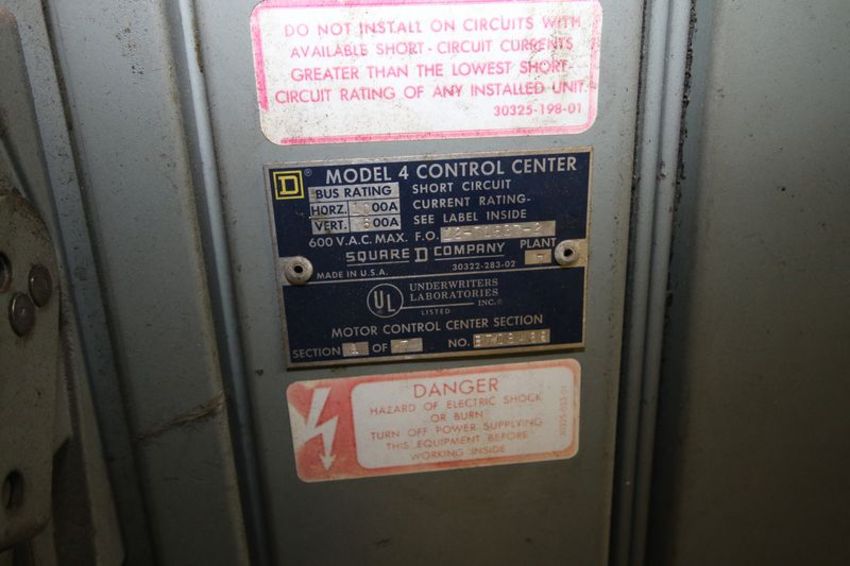 DO NOT INSTALL ON CIRCUITS WITH
AVAILABLE SHORT-CIRCUIT CURRENTS
GREATER THAN THE LOWEST SHORT-
CIRCUIT RATING OF ANY INSTALLED UNIT.
30325-198-01
D® MODEL 4 CONTROL CENTER
BUS RATING
HORZ.
VERT.
SHORT CIRCUIT
CURRENT RATING-
SEE LABEL INSIDE
600 V.A.C. MAX. F.O.
PLANT
SQUARE D COMPANY
MADE IN U.S.A. 30322-283-02
UL
LISTED
UNDERWRITERS
LABORATORIES
INC.®
MOTOR CONTROL CENTER SECTION
SECTION OF 7 NO.
DANGER
HAZARD OF ELECTRIC SHOCK
OR BURN
TURN OFF POWER SUPPLYING
THIS EQUIPMENT BEFORE
WORKING INSIDE